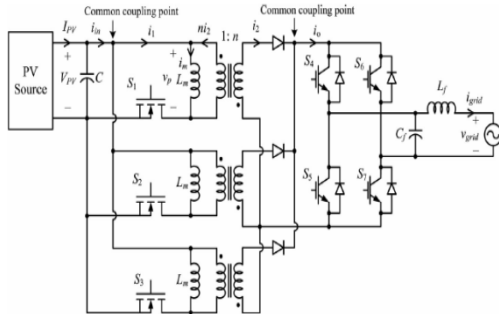 Common coupling point
Common coupling point
I_PV
i_in
i_1
ni_2
1: n
i_2
i_o
PV
Source
+
V_PV
−
C
S_1
+
v_p
−
i_m
L_m
S_4
S_6
L_f
i_grid
C_f
+
v_grid
−
S_2
L_m
S_5
S_7
S_3
L_m